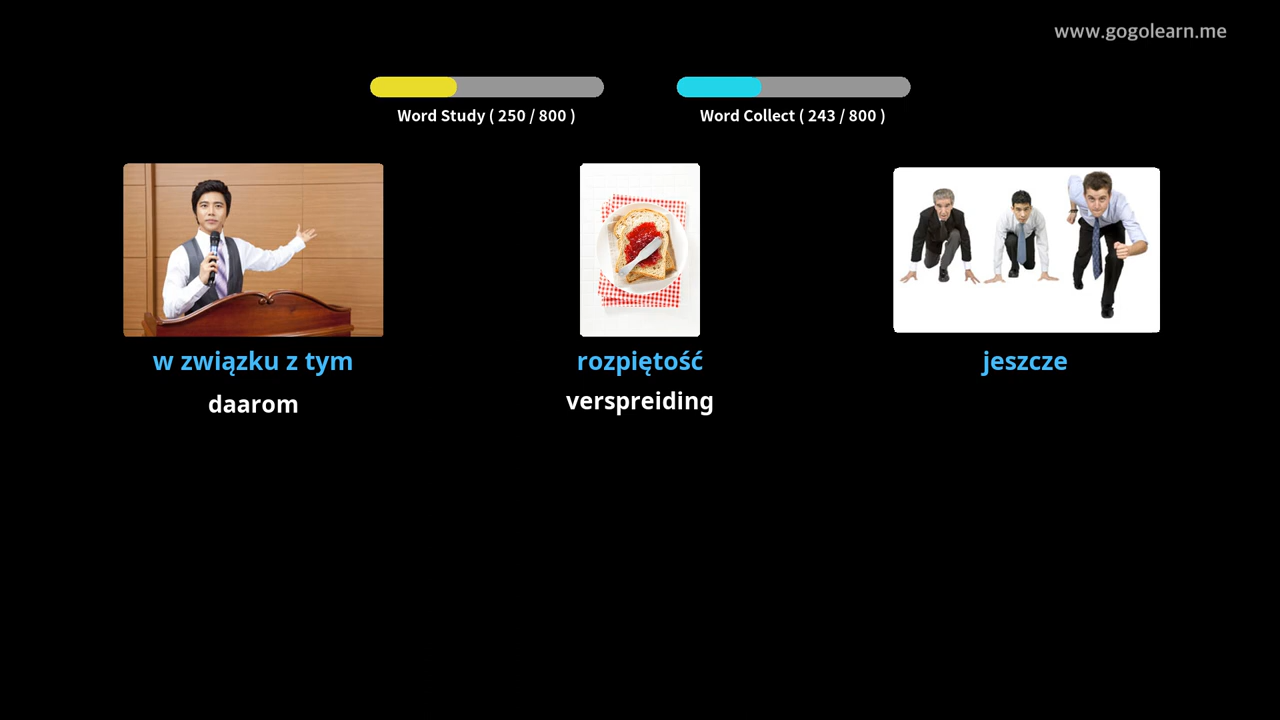 www.gogolearn.me
Word Study ( 250 / 800 )
Word Collect ( 243 / 800 )
w związku z tym
rozpiętość
jeszcze
daarom
verspreiding